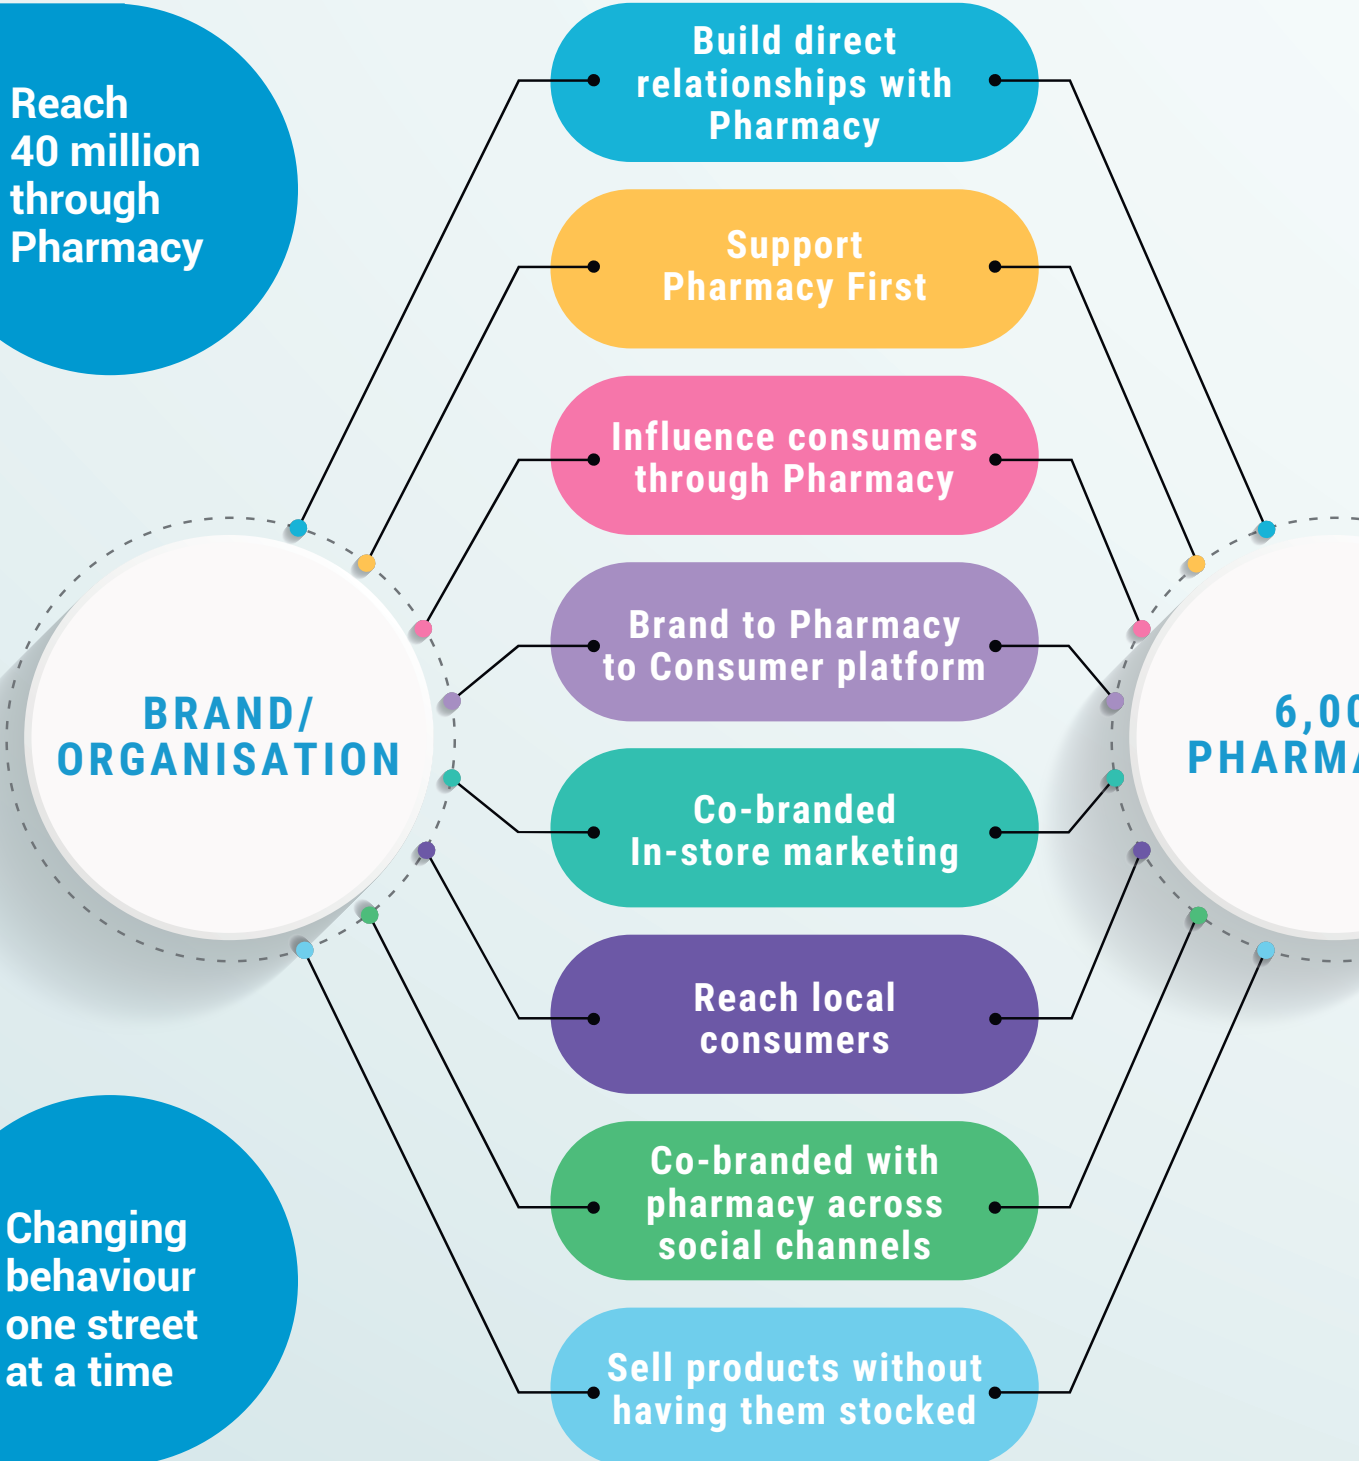 Reach
40 million
through
Pharmacy
Build direct
relationships with
Pharmacy
Support
Pharmacy First
Influence consumers
through Pharmacy
Brand to Pharmacy
to Consumer platform
BRAND/
ORGANISATION
Co-branded
In-store marketing
Reach local
consumers
Co-branded with
pharmacy across
social channels
Sell products without
having them stocked
Changing
behaviour
one street
at a time